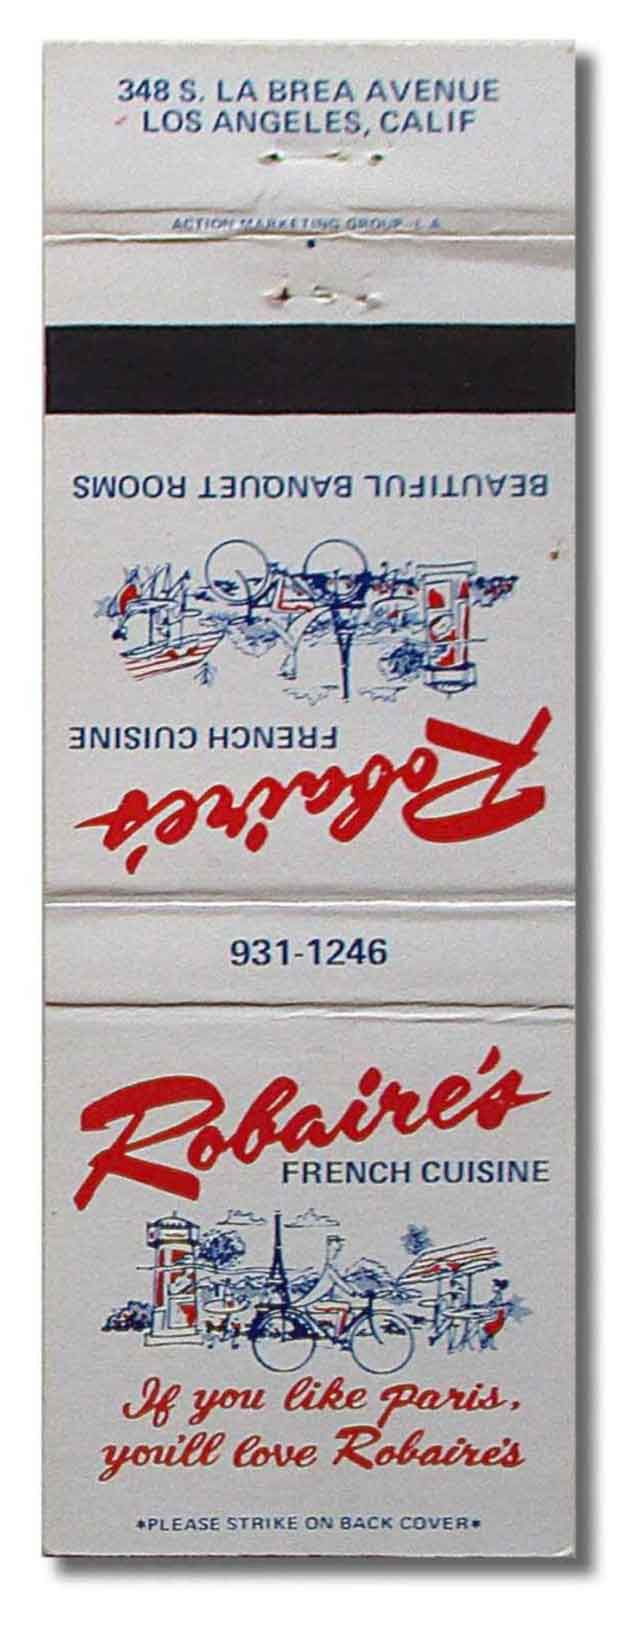 348 S. LA BREA AVENUE
LOS ANGELES, CALIF
ACTION MARKETING GROUP-L A
BEAUTIFUL BANQUET ROOMS
FRENCH CUISINE
Robaire's
931-1246
Robaire's
FRENCH CUISINE
If you like Paris,
you'll love Robaire's
*PLEASE STRIKE ON BACK COVER*